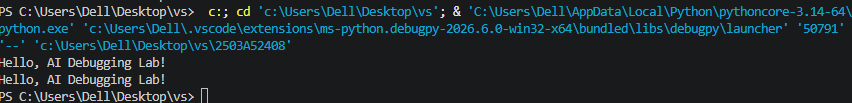 PS C:\Users\Dell\Desktop\vs>  c:; cd 'c:\Users\Dell\Desktop\vs'; & 'C:\Users\Dell\AppData\Local\Python\pythoncore-3.14-64\
python.exe' 'c:\Users\Dell\.vscode\extensions\ms-python.debugpy-2026.6.0-win32-x64\bundled\libs\debugpy\launcher' '50791'
'--' 'c:\Users\Dell\Desktop\vs\2503A52408'
Hello, AI Debugging Lab!
Hello, AI Debugging Lab!
PS C:\Users\Dell\Desktop\vs>